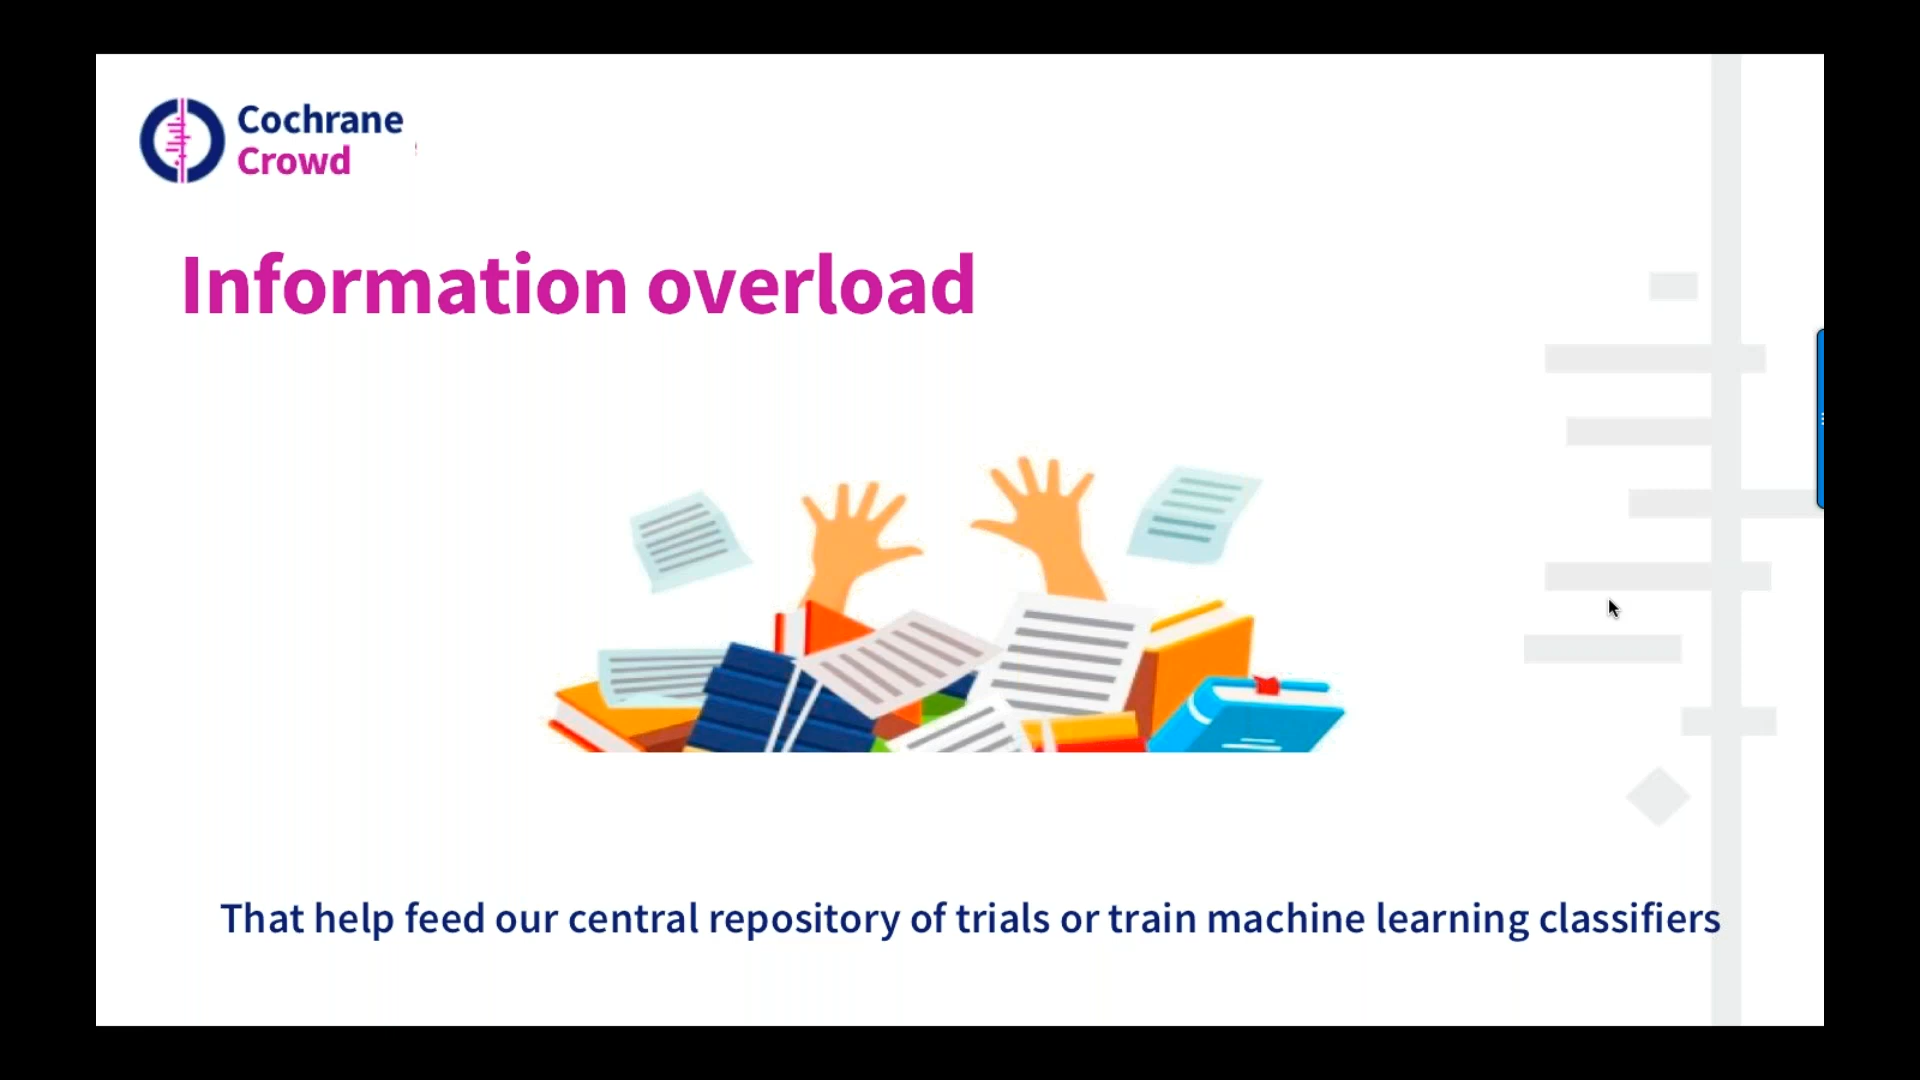 Cochrane
Crowd
Information overload
That help feed our central repository of trials or train machine learning classifiers